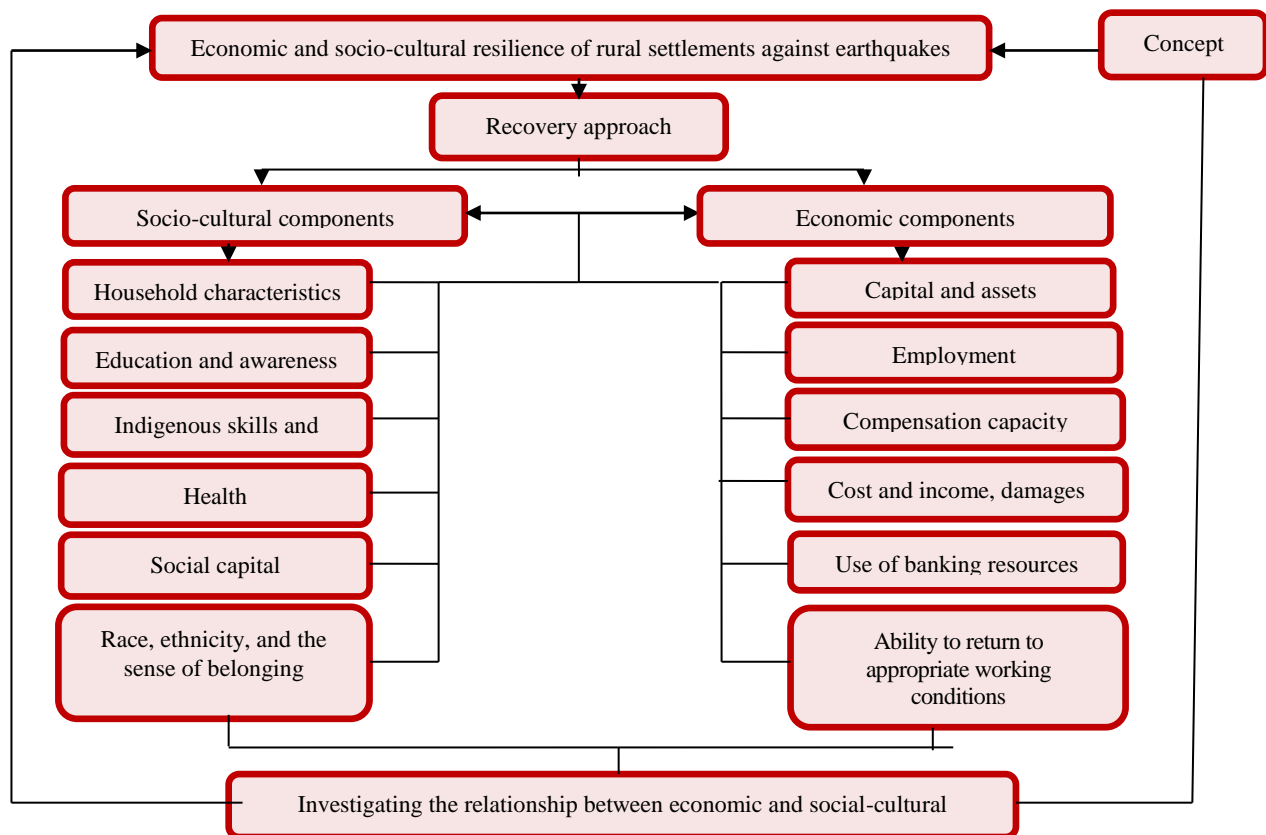 Economic and socio-cultural resilience of rural settlements against earthquakes
Concept
Recovery approach
Socio-cultural components
Economic components
Household characteristics
Capital and assets
Education and awareness
Employment
Indigenous skills and
Compensation capacity
Health
Cost and income, damages
Social capital
Use of banking resources
Race, ethnicity, and the
sense of belonging
Ability to return to
appropriate working
conditions
Investigating the relationship between economic and social-cultural